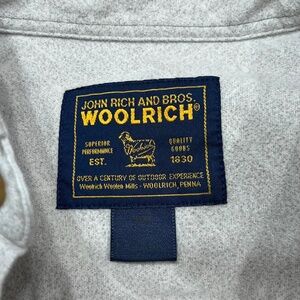 JOHN RICH AND BROS.
WOOLRICH®
SUPERIOR PERFORMANCE
QUALITY GOODS
Woolrich
EST. 1830
OVER A CENTURY OF OUTDOOR EXPERIENCE
Woolrich Woolen Mills - WOOLRICH, PENNA